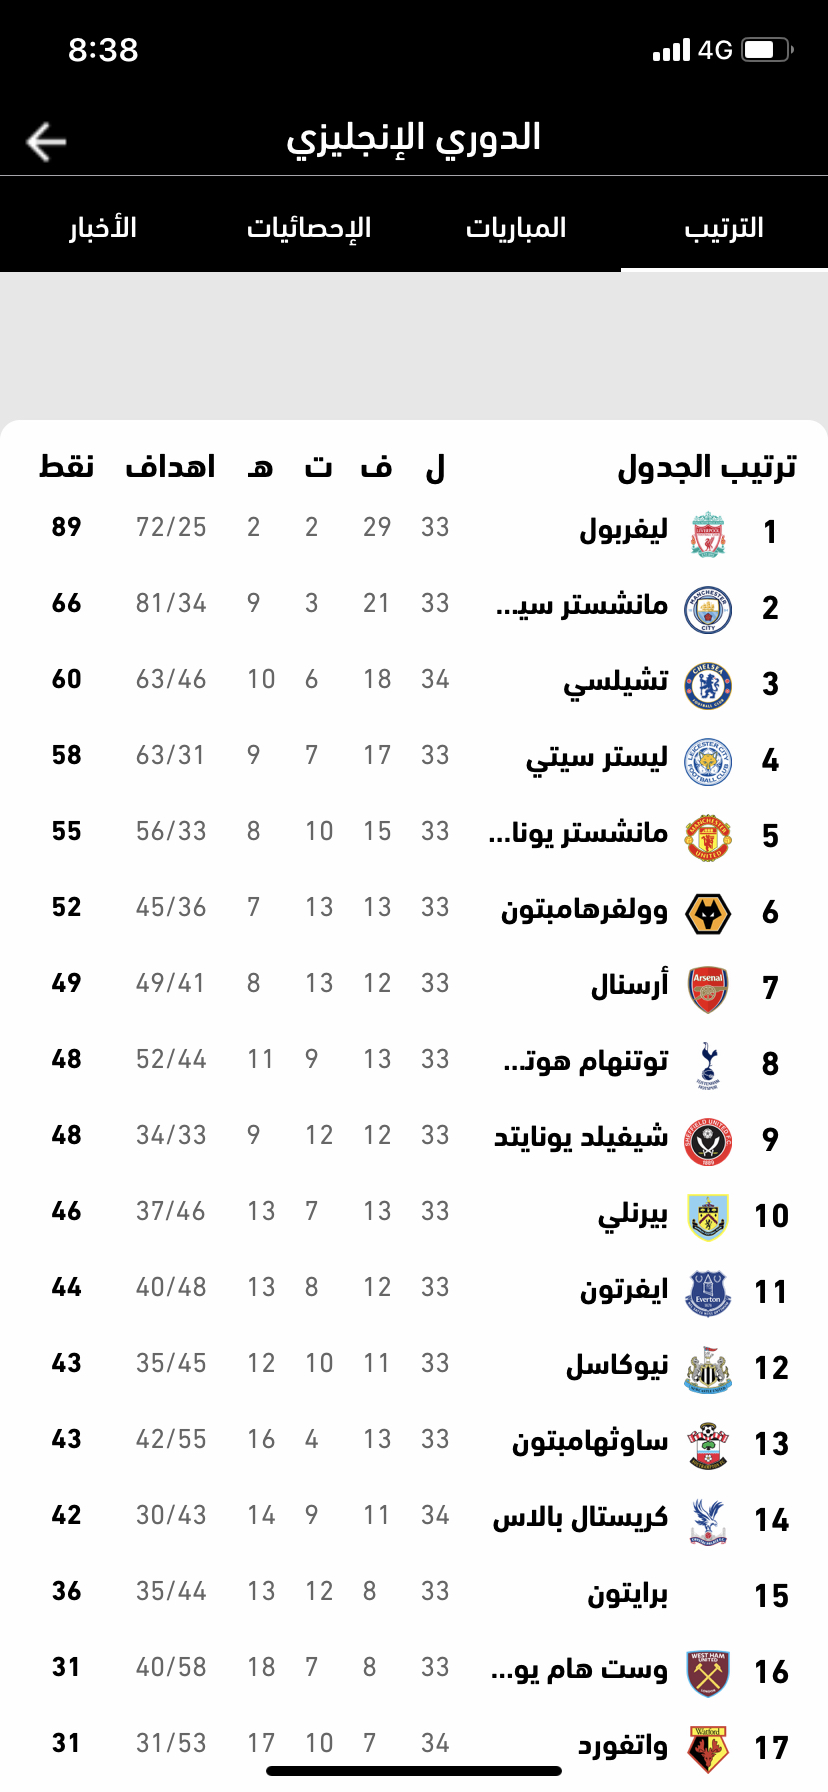 8:38 4G
الدوري الإنجليزي
الترتيب المباريات الإحصائيات الأخبار
ترتيب الجدول ل ف ت هـ اهداف نقط
1 ليفربول 33 29 2 2 72/25 89
2 مانشستر سيـ... 33 21 3 9 81/34 66
3 تشيلسي 34 18 6 10 63/46 60
4 ليستر سيتي 33 17 7 9 63/31 58
5 مانشستر يونا... 33 15 10 8 56/33 55
6 وولفرهامبتون 33 13 13 7 45/36 52
7 أرسنال 33 12 13 8 49/41 49
8 توتنهام هوتـ... 33 13 9 11 52/44 48
9 شيفيلد يونايتد 33 12 12 9 34/33 48
10 بيرنلي 33 13 7 13 37/46 46
11 ايفرتون 33 12 8 13 40/48 44
12 نيوكاسل 33 11 10 12 35/45 43
13 ساوثهامبتون 33 13 4 16 42/55 43
14 كريستال بالاس 34 11 9 14 30/43 42
15 برايتون 33 8 12 13 35/44 36
16 وست هام يو... 33 8 7 18 40/58 31
17 واتفورد 34 7 10 17 31/53 31